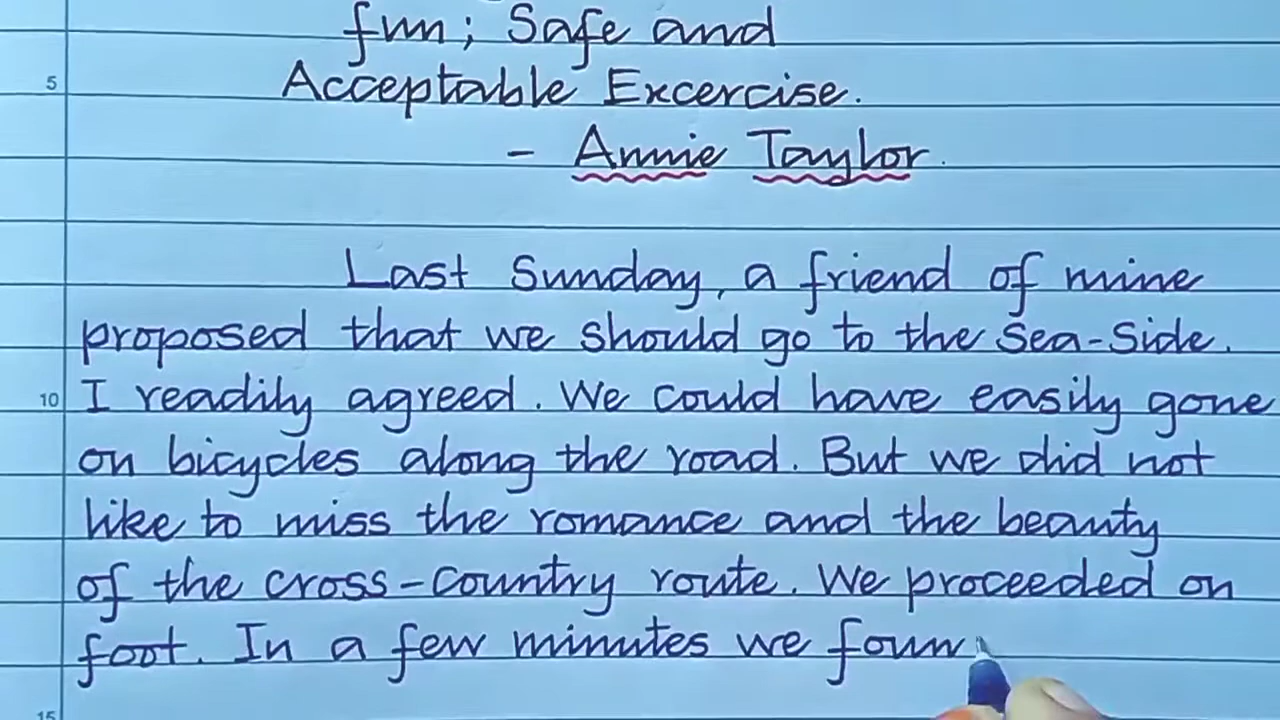 fun; Safe and
5
Acceptable Excercise.
- Annie Taylor.
Last Sunday, a friend of mine
proposed that we should go to the Sea-Side.
10 I readily agreed. We could have easily gone
on bicycles along the road. But we did not
like to miss the romance and the beauty
of the cross-country route. We proceeded on
foot. In a few minutes we foun
15